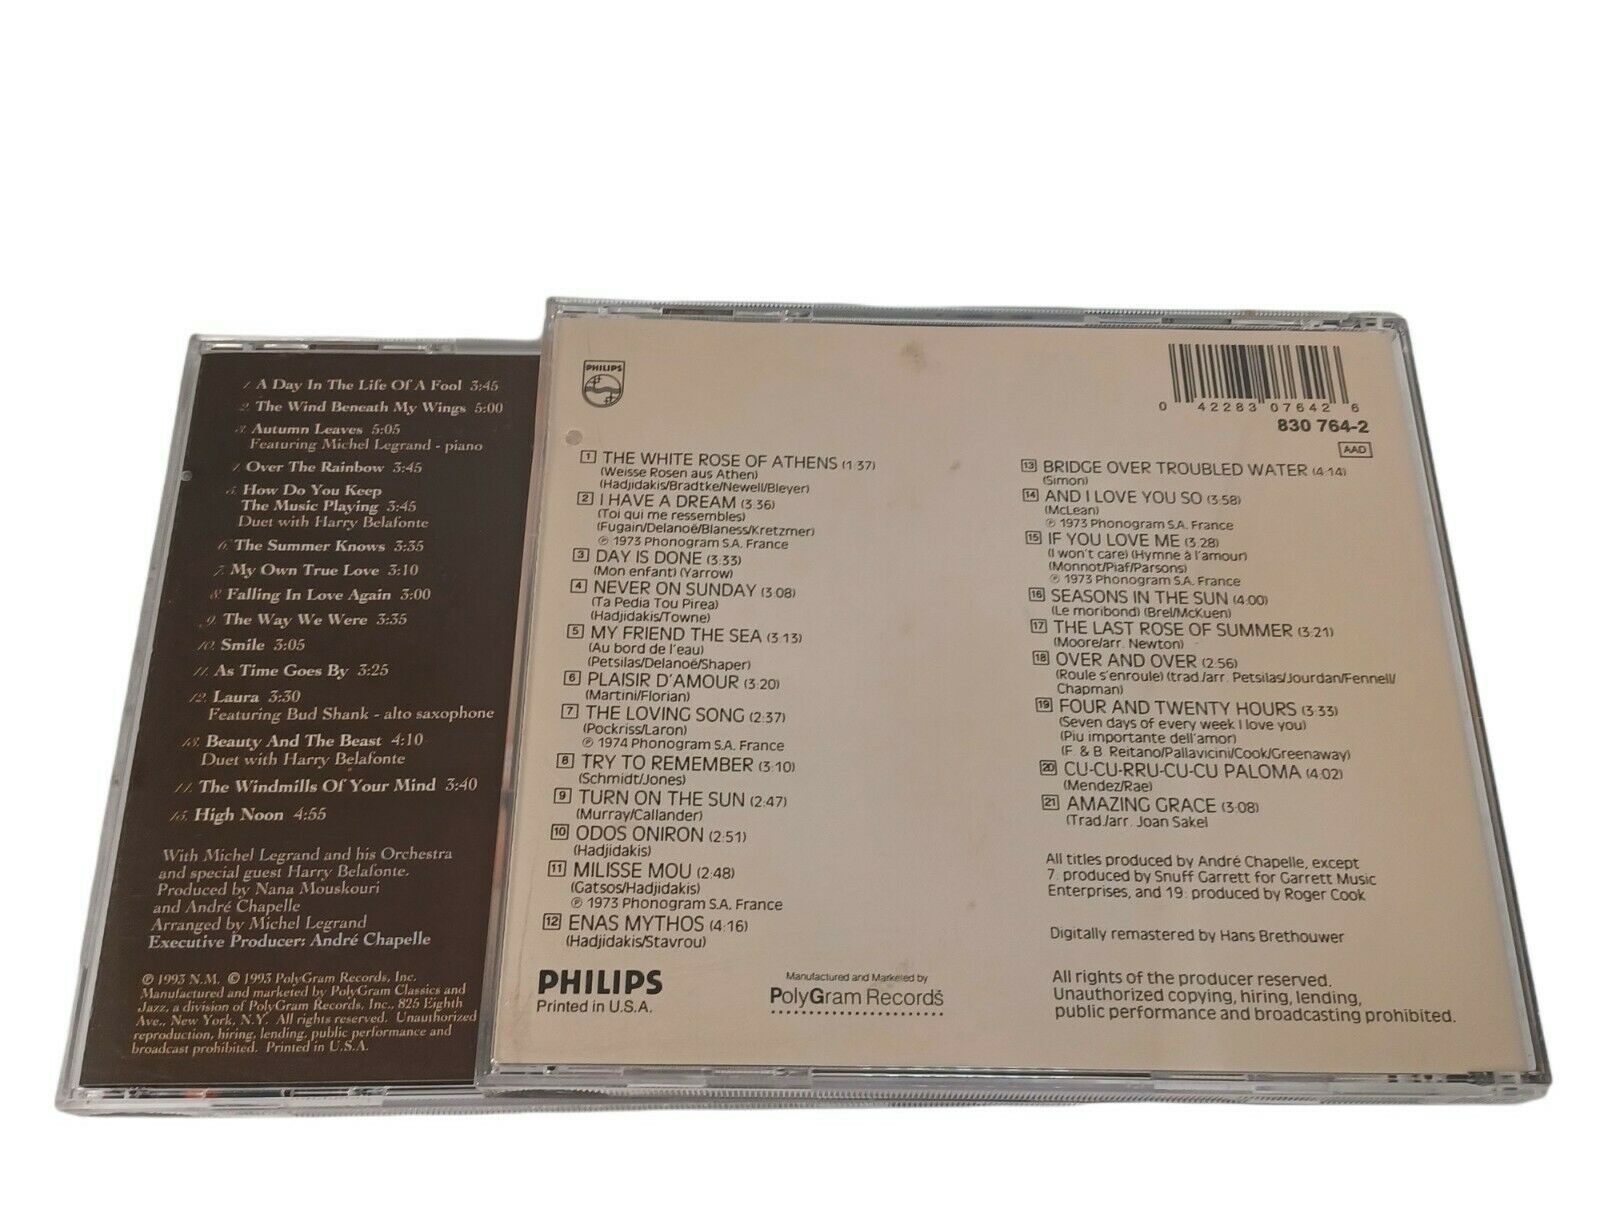 1. A Day In The Life Of A Fool 3:45
2. The Wind Beneath My Wings 5:00
3. Autumn Leaves 5:05
Featuring Michel Legrand - piano
4. Over The Rainbow 3:45
5. How Do You Keep
The Music Playing 3:45
Duet with Harry Belafonte
6. The Summer Knows 3:35
7. My Own True Love 3:10
8. Falling In Love Again 3:00
9. The Way We Were 3:35
10. Smile 3:05
11. As Time Goes By 3:25
12. Laura 3:30
Featuring Bud Shank - alto saxophone
13. Beauty And The Beast 4:10
Duet with Harry Belafonte
14. The Windmills Of Your Mind 3:40
15. High Noon 4:55
With Michel Legrand and his Orchestra
and special guest Harry Belafonte.
Produced by Nana Mouskouri
and André Chapelle
Arranged by Michel Legrand
Executive Producer: André Chapelle
℗ 1993 N.M. © 1993 PolyGram Records, Inc.
Manufactured and marketed by PolyGram Classics and
Jazz, a division of PolyGram Records, Inc., 825 Eighth
Ave., New York, N.Y. All rights reserved. Unauthorized
reproduction, hiring, lending, public performance and
broadcast prohibited. Printed in U.S.A.
PHILIPS
0 42283 07642 6
830 764-2
AAD
1 THE WHITE ROSE OF ATHENS (1:37)
(Weisse Rosen aus Athen)
(Hadjidakis/Bradtke/Newell/Bleyer)
2 I HAVE A DREAM (3:36)
(Toi qui me ressembles)
(Fugain/Delanoë/Blaness/Kretzmer)
℗ 1973 Phonogram S.A. France
3 DAY IS DONE (3:33)
(Mon enfant) (Yarrow)
4 NEVER ON SUNDAY (3:08)
(Ta Pedia Tou Pirea)
(Hadjidakis/Towne)
5 MY FRIEND THE SEA (3:13)
(Au bord de l'eau)
(Petsilas/Delanoë/Shaper)
6 PLAISIR D'AMOUR (3:20)
(Martini/Florian)
7 THE LOVING SONG (2:37)
(Pockriss/Laron)
℗ 1974 Phonogram S.A. France
8 TRY TO REMEMBER (3:10)
(Schmidt/Jones)
9 TURN ON THE SUN (2:47)
(Murray/Callander)
10 ODOS ONIRON (2:51)
(Hadjidakis)
11 MILISSE MOU (2:48)
(Gatsos/Hadjidakis)
℗ 1973 Phonogram S.A. France
12 ENAS MYTHOS (4:16)
(Hadjidakis/Stavrou)
13 BRIDGE OVER TROUBLED WATER (4:14)
(Simon)
14 AND I LOVE YOU SO (3:58)
(McLean)
℗ 1973 Phonogram S.A. France
15 IF YOU LOVE ME (3:28)
(I won't care) (Hymne à l'amour)
(Monnot/Piaf/Parsons)
℗ 1973 Phonogram S.A. France
16 SEASONS IN THE SUN (4:00)
(Le moribond) (Brel/McKuen)
17 THE LAST ROSE OF SUMMER (3:21)
(Moore/arr. Newton)
18 OVER AND OVER (2:56)
(Roule s'enroule) (trad./arr. Petsilas/Jourdan/Fennell/
Chapman)
19 FOUR AND TWENTY HOURS (3:33)
(Seven days of every week I love you)
(Piu importante dell'amor)
(F. & B. Reitano/Pallavicini/Cook/Greenaway)
20 CU-CU-RRU-CU-CU PALOMA (4:02)
(Mendez/Rae)
21 AMAZING GRACE (3:08)
(Trad./arr. Joan Sakel
All titles produced by André Chapelle, except
7: produced by Snuff Garrett for Garrett Music
Enterprises, and 19: produced by Roger Cook
Digitally remastered by Hans Brethouwer
PHILIPS
Printed in U.S.A.
Manufactured and Marketed by
PolyGram Records
All rights of the producer reserved.
Unauthorized copying, hiring, lending,
public performance and broadcasting prohibited.